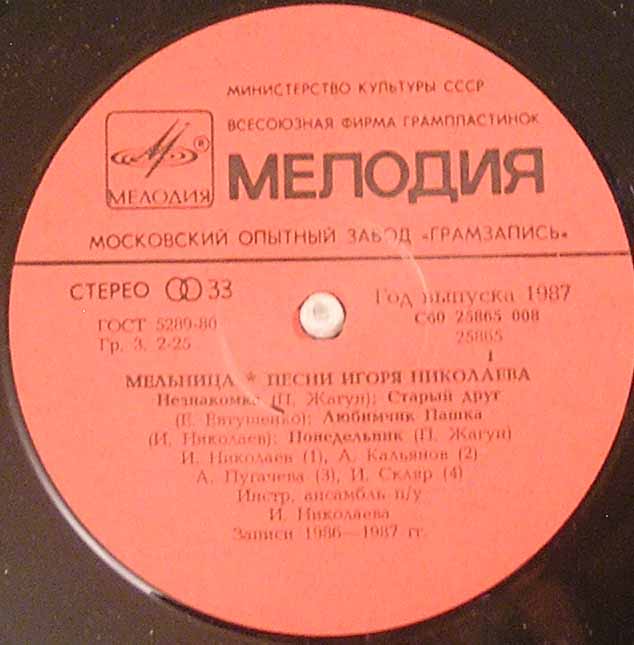 МИНИСТЕРСТВО КУЛЬТУРЫ СССР
ВСЕСОЮЗНАЯ ФИРМА ГРАМПЛАСТИНОК
®
МЕЛОДИЯ
МЕЛОДИЯ
МОСКОВСКИЙ ОПЫТНЫЙ ЗАВОД «ГРАМЗАПИСЬ»
СТЕРЕО 33
Год выпуска 1987
ГОСТ 5289-80
С60 25865 008
Гр. 3. 2-25
25865
1
МЕЛЬНИЦА * ПЕСНИ ИГОРЯ НИКОЛАЕВА
Незнакомка (П. Жагун); Старый друг
(Е. Евтушенко); Любимчик Пашка
(И. Николаев); Понедельник (П. Жагун)
И. Николаев (1), А. Кальянов (2)
А. Пугачева (3), И. Скляр (4)
Инстр. ансамбль п/у
И. Николаева
Записи 1986—1987 гг.